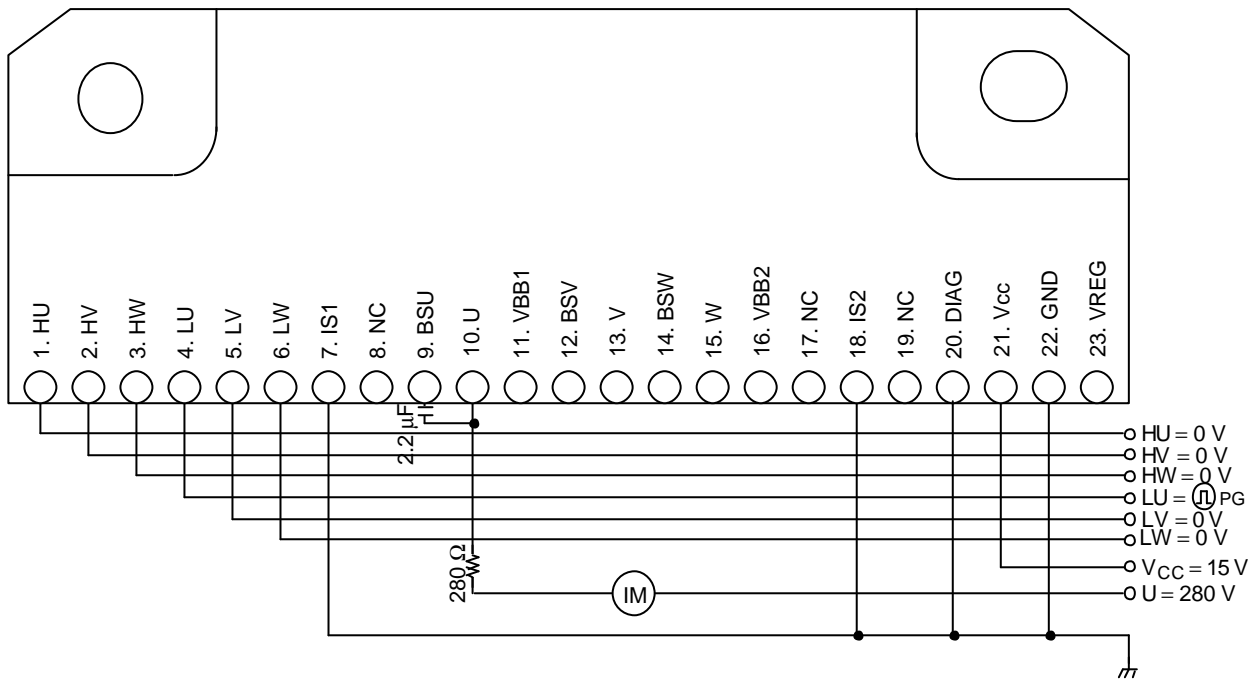 1. HU
2. HV
3. HW
4. LU
5. LV
6. LW
7. IS1
8. NC
9. BSU
10. U
11. VBB1
12. BSV
13. V
14. BSW
15. W
16. VBB2
17. NC
18. IS2
19. NC
20. DIAG
21. Vcc
22. GND
23. VREG
2.2 μF
HU = 0 V
HV = 0 V
HW = 0 V
LU = PG
LV = 0 V
LW = 0 V
280 Ω
VCC = 15 V
IM
U = 280 V